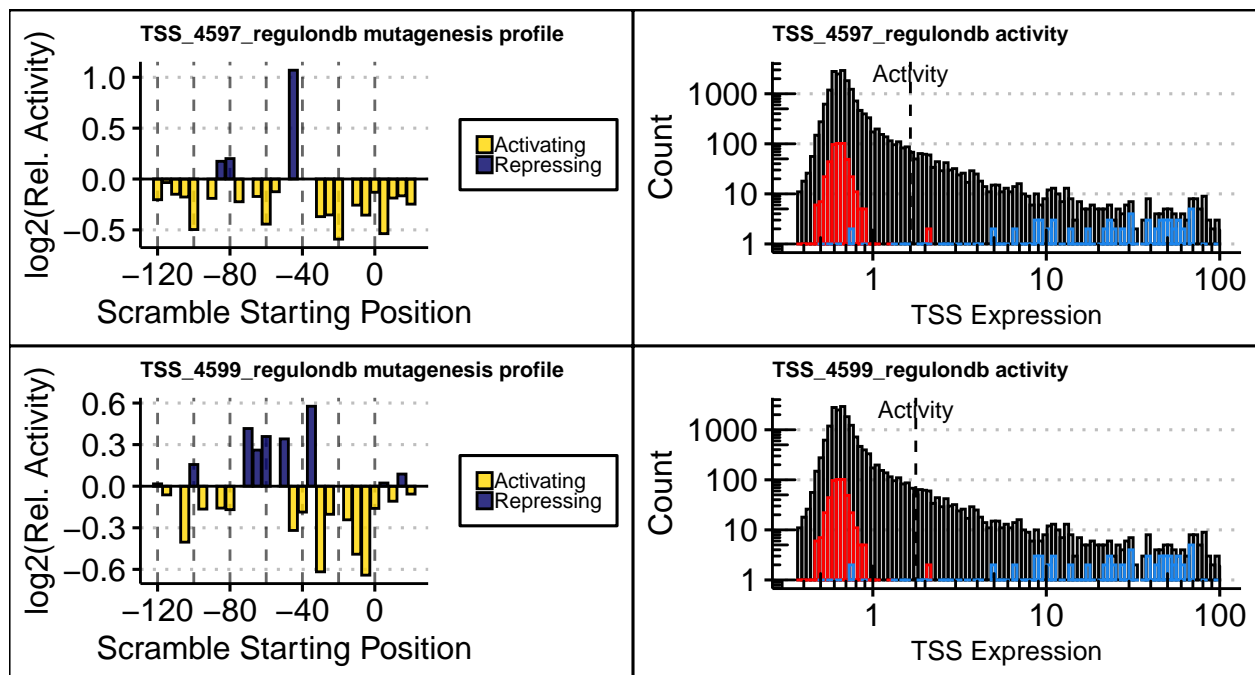 TSS_4597_regulondb mutagenesis profile
log2(Rel. Activity)
1.0
0.5
0.0
−0.5
−120 −80 −40 0
Scramble Starting Position
Activating
Repressing
TSS_4597_regulondb activity
Activity
Count
1000
100
10
1
1 10 100
TSS Expression
TSS_4599_regulondb mutagenesis profile
log2(Rel. Activity)
0.6
0.3
0.0
−0.3
−0.6
−120 −80 −40 0
Scramble Starting Position
Activating
Repressing
TSS_4599_regulondb activity
Activity
Count
1000
100
10
1
1 10 100
TSS Expression